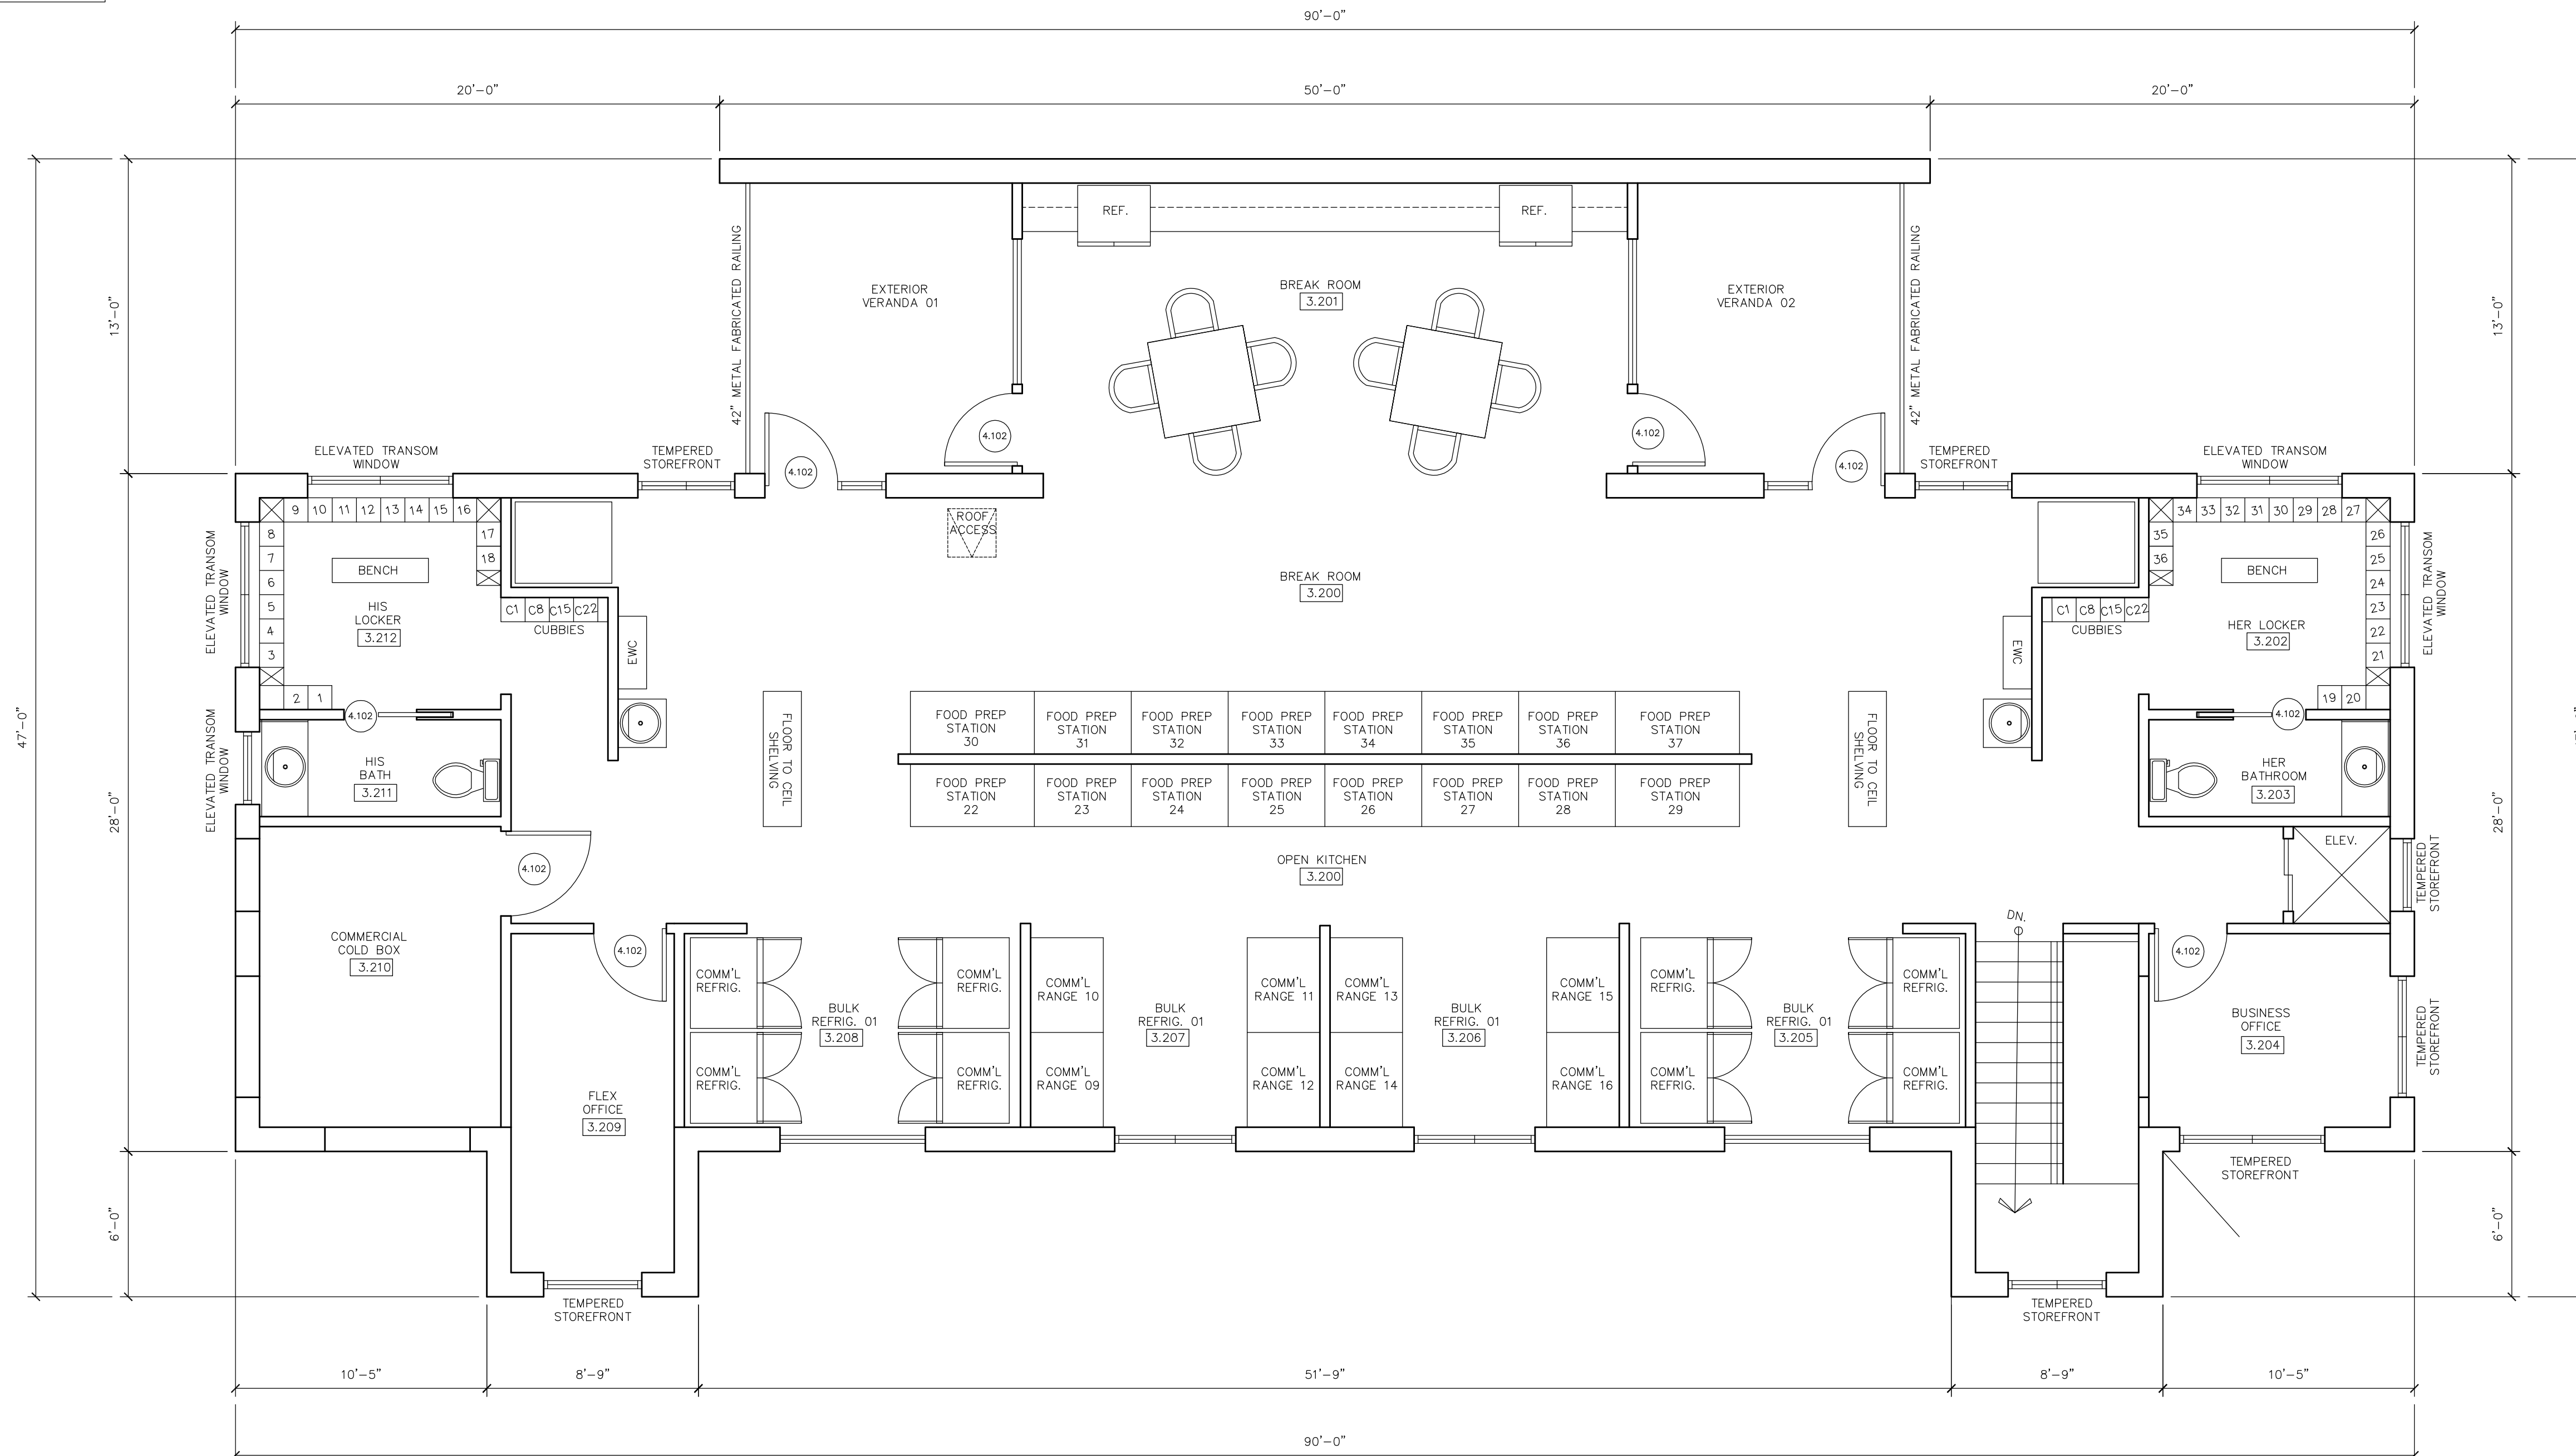 90'-0"
20'-0"
50'-0"
20'-0"
REF.
REF.
42" METAL FABRICATED RAILING
42" METAL FABRICATED RAILING
EXTERIOR
VERANDA 01
BREAK ROOM
3.201
EXTERIOR
VERANDA 02
13'-0"
13'-0"
47'-0"
4.102
4.102
4.102
4.102
ELEVATED TRANSOM
WINDOW
TEMPERED
STOREFRONT
TEMPERED
STOREFRONT
ELEVATED TRANSOM
WINDOW
9 10 11 12 13 14 15 16
34 33 32 31 30 29 28 27
8
7
6
5
4
3
2 1
17
18
35
36
26
25
24
23
22
21
19 20
ELEVATED TRANSOM
WINDOW
ELEVATED TRANSOM
WINDOW
ROOF
ACCESS
BENCH
BENCH
BREAK ROOM
3.200
HIS
LOCKER
3.212
C1 C8 C15 C22
CUBBIES
C1 C8 C15 C22
CUBBIES
HER LOCKER
3.202
EWC
EWC
4.102
4.102
ELEVATED TRANSOM
WINDOW
HIS
BATH
3.211
HER
BATHROOM
3.203
FLOOR TO CEIL
SHELVING
FLOOR TO CEIL
SHELVING
FOOD PREP
STATION
30
FOOD PREP
STATION
31
FOOD PREP
STATION
32
FOOD PREP
STATION
33
FOOD PREP
STATION
34
FOOD PREP
STATION
35
FOOD PREP
STATION
36
FOOD PREP
STATION
37
FOOD PREP
STATION
22
FOOD PREP
STATION
23
FOOD PREP
STATION
24
FOOD PREP
STATION
25
FOOD PREP
STATION
26
FOOD PREP
STATION
27
FOOD PREP
STATION
28
FOOD PREP
STATION
29
28'-0"
28'-0"
ELEV.
TEMPERED
STOREFRONT
OPEN KITCHEN
3.200
4.102
DN.
4.102
4.102
COMMERCIAL
COLD BOX
3.210
COMM'L
REFRIG.
COMM'L
REFRIG.
COMM'L
RANGE 10
COMM'L
RANGE 11
COMM'L
RANGE 13
COMM'L
RANGE 15
COMM'L
REFRIG.
COMM'L
REFRIG.
BULK
REFRIG. 01
3.208
BULK
REFRIG. 01
3.207
BULK
REFRIG. 01
3.206
BULK
REFRIG. 01
3.205
BUSINESS
OFFICE
3.204
TEMPERED
STOREFRONT
COMM'L
REFRIG.
COMM'L
REFRIG.
COMM'L
RANGE 09
COMM'L
RANGE 12
COMM'L
RANGE 14
COMM'L
RANGE 16
COMM'L
REFRIG.
COMM'L
REFRIG.
FLEX
OFFICE
3.209
TEMPERED
STOREFRONT
6'-0"
6'-0"
TEMPERED
STOREFRONT
TEMPERED
STOREFRONT
10'-5"
8'-9"
51'-9"
8'-9"
10'-5"
90'-0"